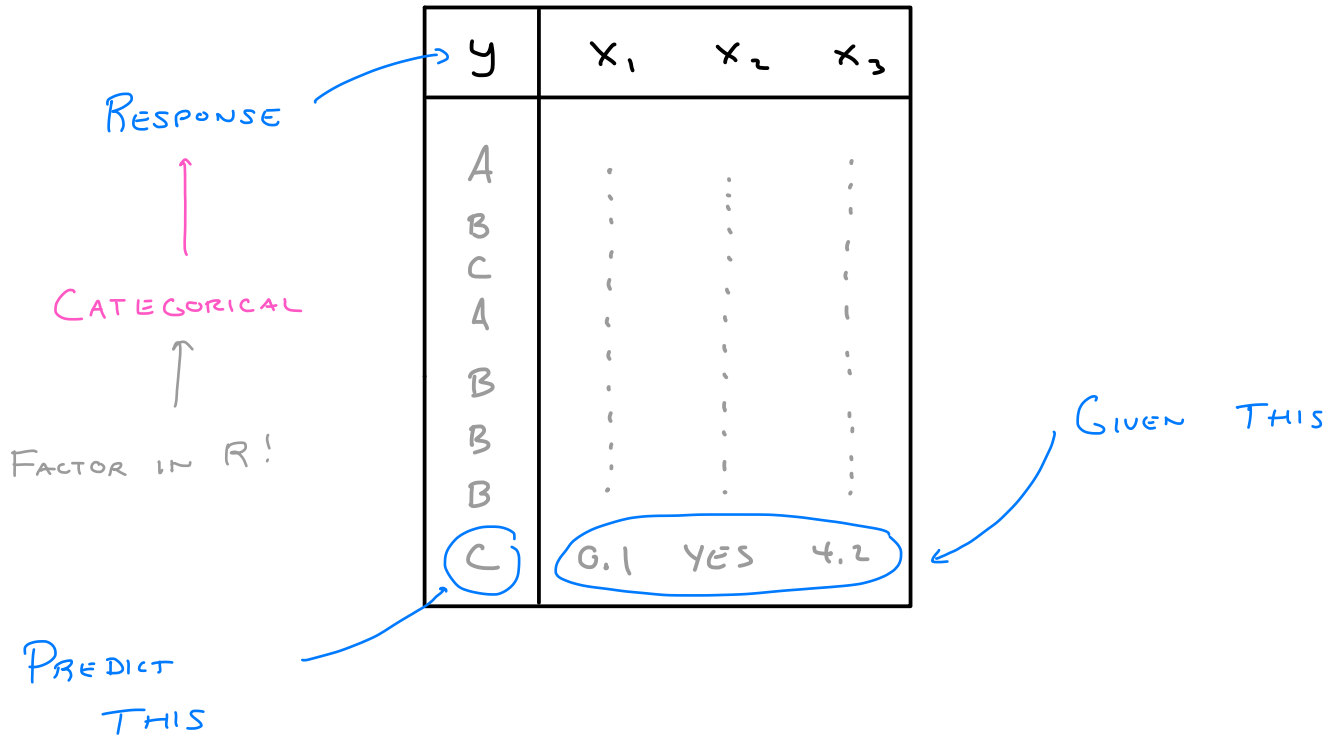 y x₁ x₂ x₃
RESPONSE
A
B
C
CATEGORICAL
A
B
GIVEN THIS
B
FACTOR IN R!
B
C 0.1 YES 4.2
PREDICT
THIS